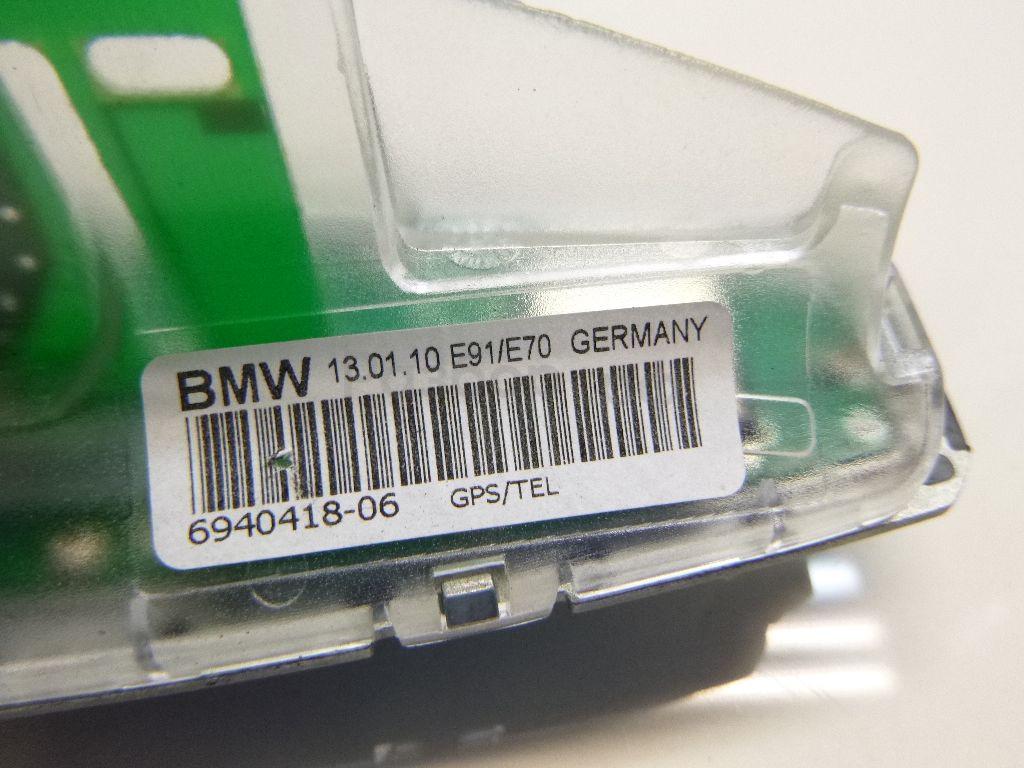 BMW 13.01.10 E91/E70 GERMANY
6940418-06 GPS/TEL